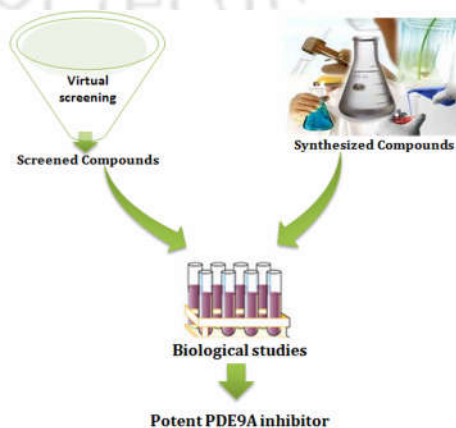 Virtual
screening
Screened Compounds
Synthesized Compounds
Biological studies
Potent PDE9A inhibitor